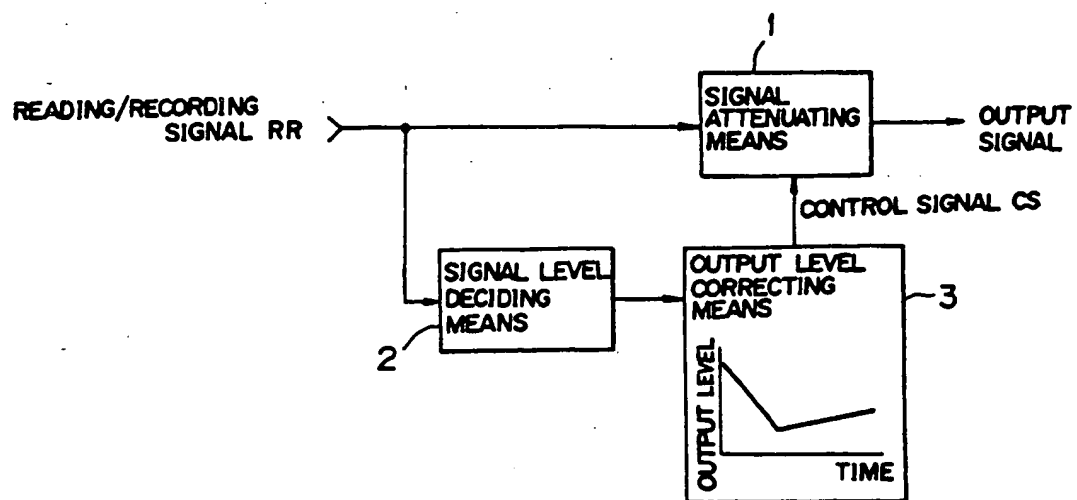 1
READING/RECORDING
SIGNAL RR
SIGNAL
ATTENUATING
MEANS
OUTPUT
SIGNAL
CONTROL SIGNAL CS
SIGNAL LEVEL
DECIDING
MEANS
2
OUTPUT LEVEL
CORRECTING
MEANS
3
OUTPUT LEVEL
TIME